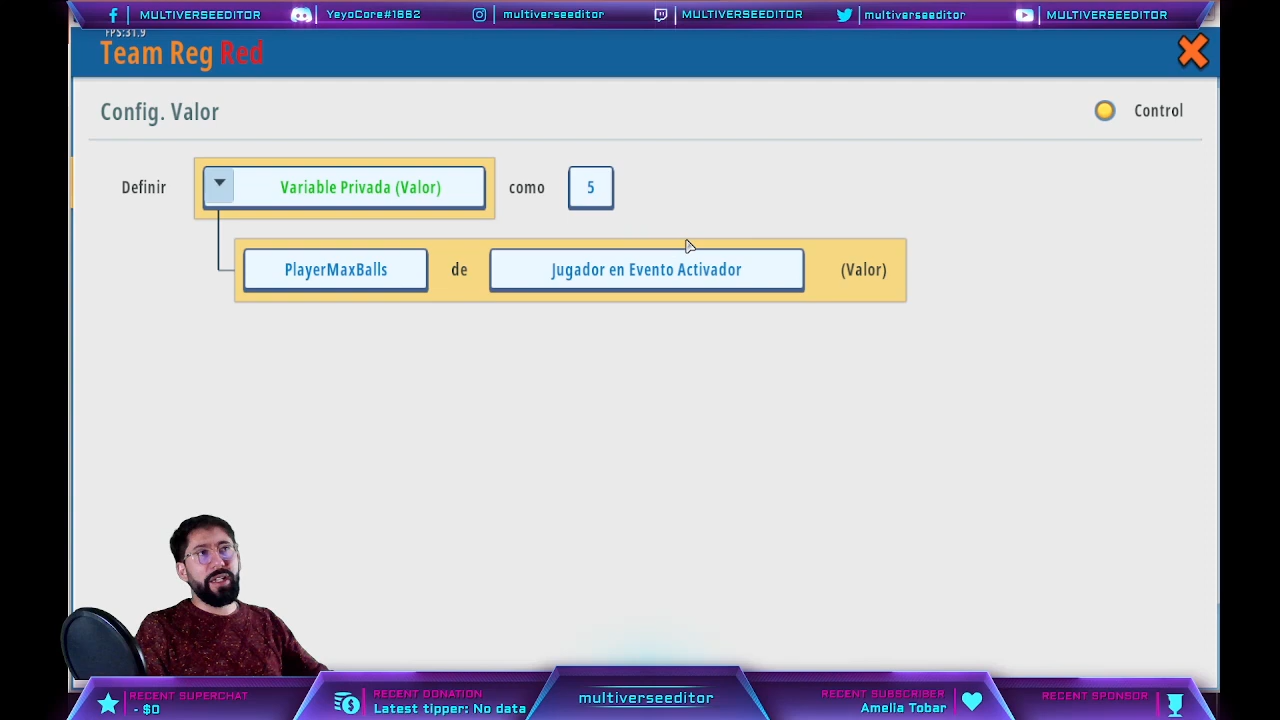 MULTIVERSEEDITOR
YeyoCore#1662
multiverseeditor
MULTIVERSEEDITOR
multiverseeditor
MULTIVERSEEDITOR
FPS:31.9
Team Reg Red
Config. Valor
Control
Definir
Variable Privada (Valor)
como
5
PlayerMaxBalls
de
Jugador en Evento Activador
(Valor)
RECENT SUPERCHAT
- $0
RECENT DONATION
Latest tipper: No data
multiverseeditor
RECENT SUBSCRIBER
Amelia Tobar
RECENT SPONSOR